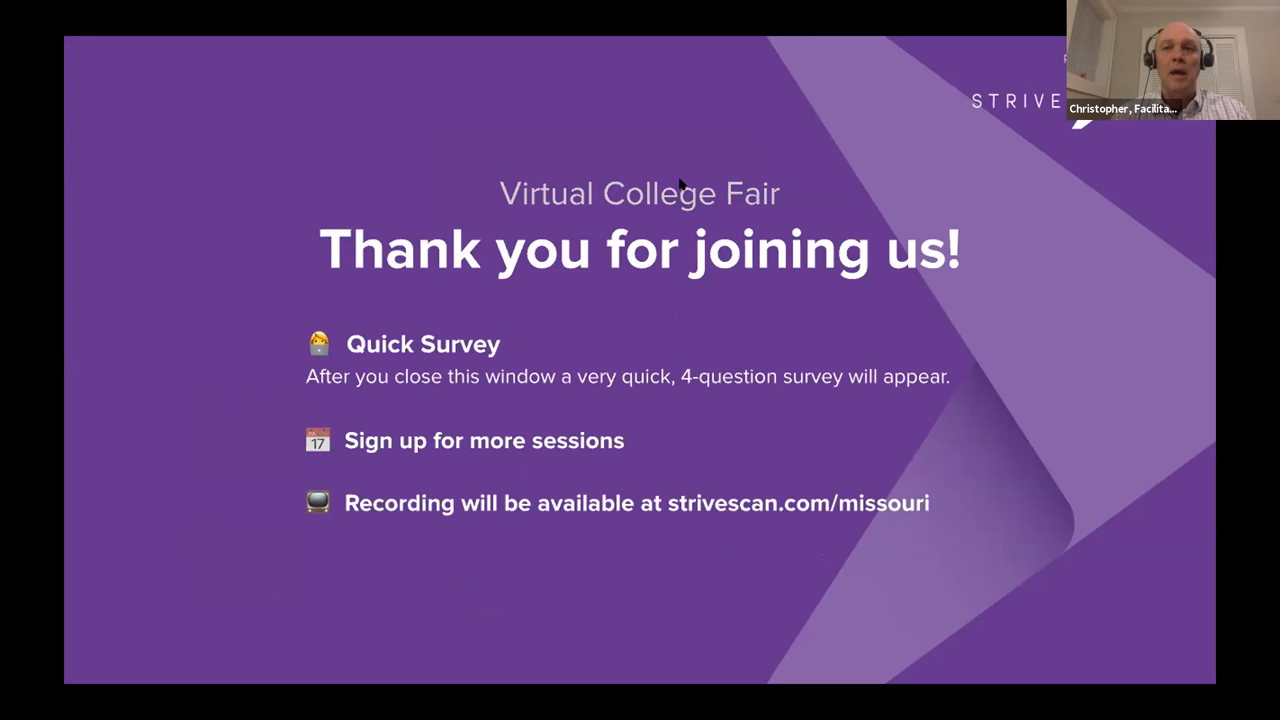 STRIVE
Christopher, Facilita...
Virtual College Fair
Thank you for joining us!
Quick Survey
After you close this window a very quick, 4-question survey will appear.
17
Sign up for more sessions
Recording will be available at strivescan.com/missouri